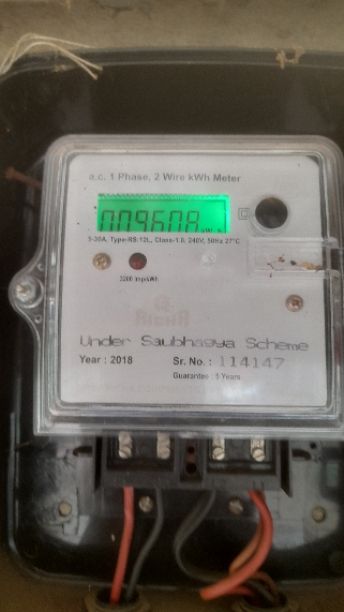 a.c. 1 Phase, 2 Wire kWh Meter
009608
5-30A, Type-RS-12L, Class-1.0, 240V, 50Hz 27°C
3200 imp/kWh
Under Saubhagya Scheme
Year : 2018 Sr. No. : 114147
Guarantee : 5 Years